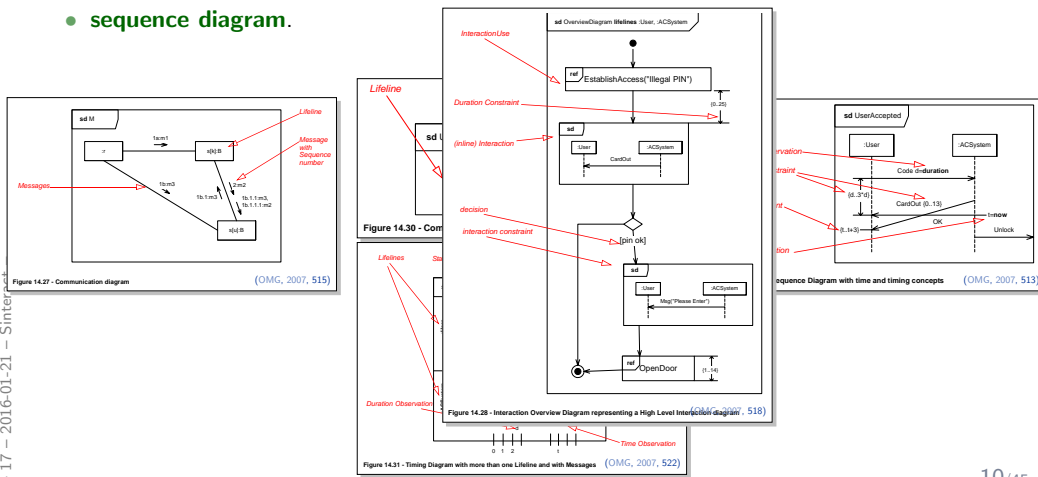 • sequence diagram.
sd M
:r
1a:m1
s[k]:B
Lifeline
Message
with
Sequence
number
Messages
1b:m3
2:m2
1b.1:m3
1b.1.1:m3,
1b.1.1.1:m2
s[u]:B
Figure 14.27 - Communication diagram
(OMG, 2007, 515)
Lifeline
sd
Figure 14.30 - Com
Lifelines
Duration Observation
0 1 2 t
Time Observation
Figure 14.31 - Timing Diagram with more than one Lifeline and with Messages
(OMG, 2007, 522)
sd OverviewDiagram lifelines :User, :ACSystem
InteractionUse
ref
EstablishAccess("Illegal PIN")
Duration Constraint
{0..25}
(inline) Interaction
sd
:User
:ACSystem
CardOut
decision
interaction constraint
[pin ok]
sd
:User
:ACSystem
Msg("Please Enter")
ref
OpenDoor
{1..14}
Figure 14.28 - Interaction Overview Diagram representing a High Level Interaction diagram
(OMG, 2007, 518)
sd UserAccepted
:User
:ACSystem
Code d=duration
{d..3*d}
CardOut {0..13}
OK
t=now
{t..t+3}
Unlock
equence Diagram with time and timing concepts
(OMG, 2007, 513)
17 – 2016-01-21 – Sinteract –
10/45